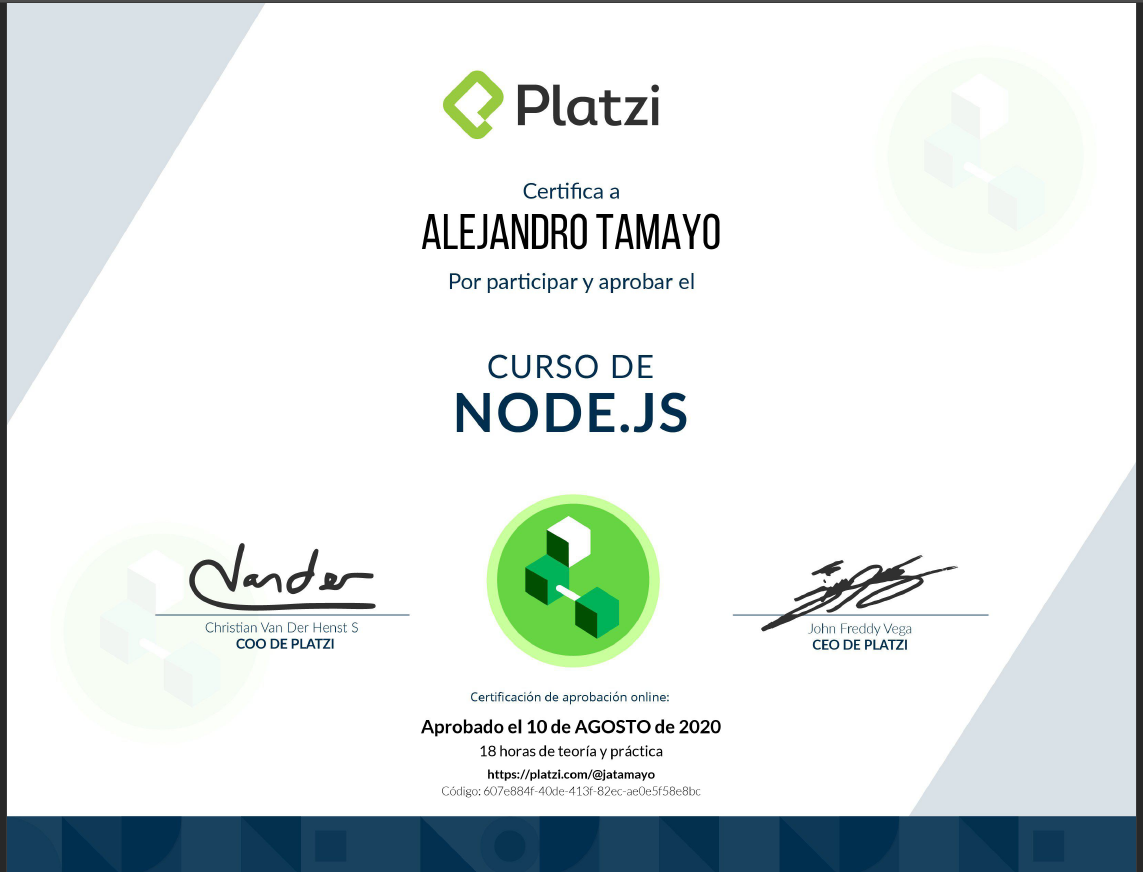 Platzi
Certifica a
ALEJANDRO TAMAYO
Por participar y aprobar el
CURSO DE
NODE.JS
Vander
Christian Van Der Henst S
COO DE PLATZI
John Freddy Vega
CEO DE PLATZI
Certificación de aprobación online:
Aprobado el 10 de AGOSTO de 2020
18 horas de teoría y práctica
https://platzi.com/@jatamayo
Código: 607e884f-40de-413f-82ec-ae0e5f58e8bc